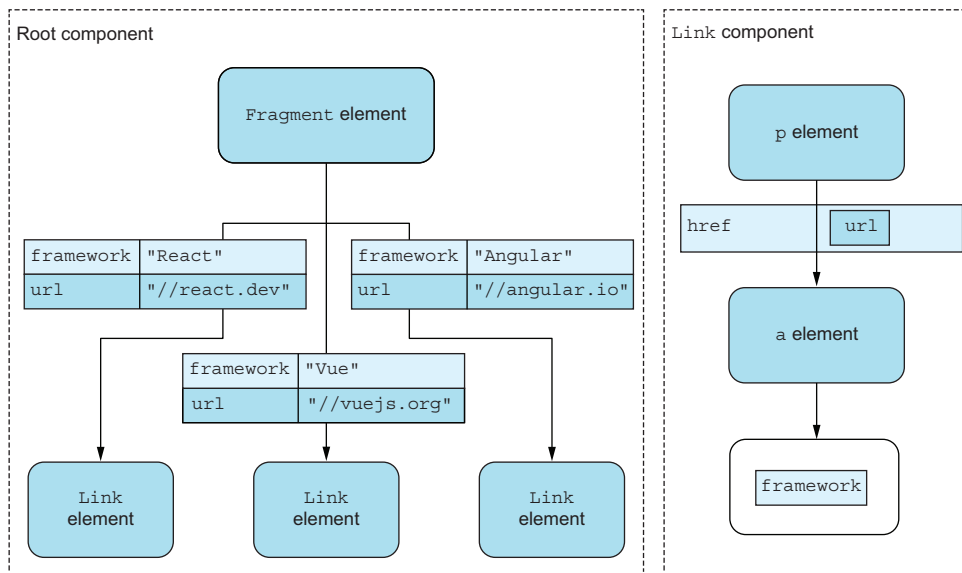 Root component
Fragment element
framework "React"
url "//react.dev"
framework "Angular"
url "//angular.io"
framework "Vue"
url "//vuejs.org"
Link
element
Link
element
Link
element
Link component
p element
href url
a element
framework